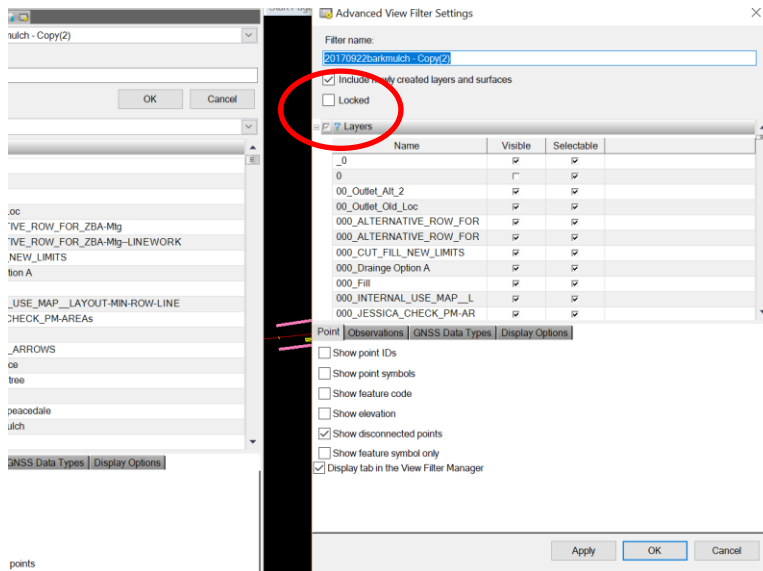 nulch - Copy(2)
OK Cancel
.oc
TIVE_ROW_FOR_ZBA-Mtg
TIVE_ROW_FOR_ZBA-Mtg--LINEWORK
NEW_LIMITS
tion A
_USE_MAP__LAYOUT-MIN-ROW-LINE
CHECK_PM-AREAs
_ARROWS
ce
tree
peacedale
ulch
GNSS Data Types Display Options
points
Start Page
Advanced View Filter Settings
Filter name:
20170922barkmulch - Copy(2)
Include newly created layers and surfaces
Locked
Layers
Name Visible Selectable
_0
0
00_Outlet_Alt_2
00_Outlet_Old_Loc
000_ALTERNATIVE_ROW_FOR
000_ALTERNATIVE_ROW_FOR
000_CUT_FILL_NEW_LIMITS
000_Drainge Option A
000_Fill
000_INTERNAL_USE_MAP__L
000_JESSICA_CHECK_PM-AR
Point Observations GNSS Data Types Display Options
Show point IDs
Show point symbols
Show feature code
Show elevation
Show disconnected points
Show feature symbol only
Display tab in the View Filter Manager
Apply OK Cancel